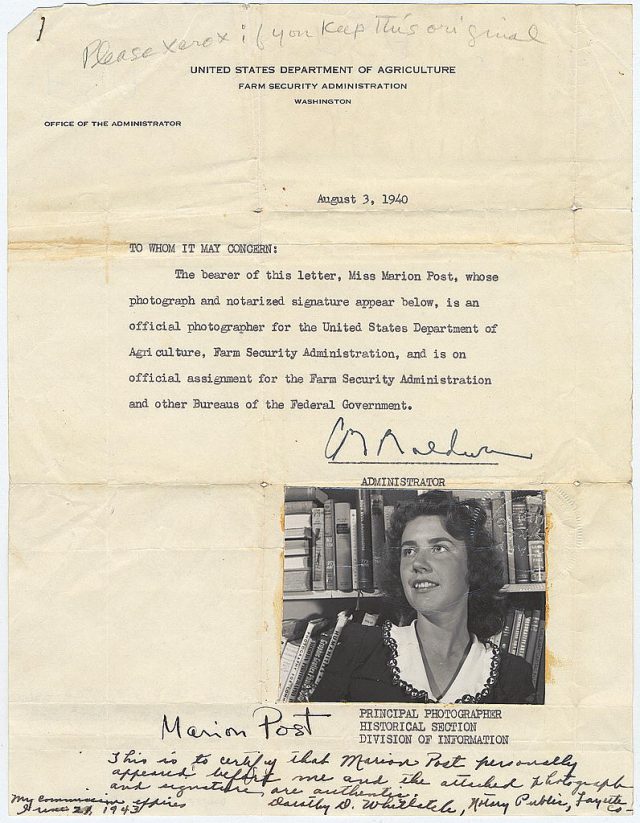 Please xerox if you keep this original
UNITED STATES DEPARTMENT OF AGRICULTURE
FARM SECURITY ADMINISTRATION
WASHINGTON
OFFICE OF THE ADMINISTRATOR
August 3, 1940
TO WHOM IT MAY CONCERN:
The bearer of this letter, Miss Marion Post, whose
photograph and notarized signature appear below, is an
official photographer for the United States Department of
Agriculture, Farm Security Administration, and is on
official assignment for the Farm Security Administration
and other Bureaus of the Federal Government.
C B Baldwin
ADMINISTRATOR
Marion Post
PRINCIPAL PHOTOGRAPHER
HISTORICAL SECTION
DIVISION OF INFORMATION
This is to certify that Marion Post personally
appeared before me and the attached photograph
and signature are authentic.
My Commission expires
June 21, 1943
Dorothy D. Whitlatch, Notary Public, Fayette Co-